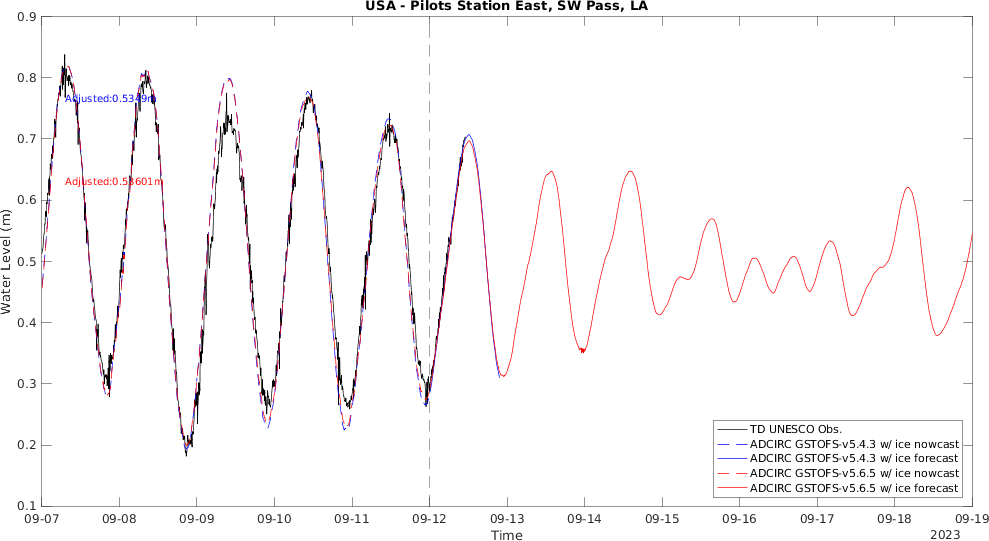 USA - Pilots Station East, SW Pass, LA
0.9
0.8
Adjusted:0.5349m
0.7
Adjusted:0.53601m
0.6
Water Level (m)
0.5
0.4
0.3
TD UNESCO Obs.
0.2
ADCIRC GSTOFS-v5.4.3 w/ ice nowcast
ADCIRC GSTOFS-v5.4.3 w/ ice forecast
ADCIRC GSTOFS-v5.6.5 w/ ice nowcast
ADCIRC GSTOFS-v5.6.5 w/ ice forecast
0.1
09-07 09-08 09-09 09-10 09-11 09-12 09-13 09-14 09-15 09-16 09-17 09-18 09-19
Time
2023